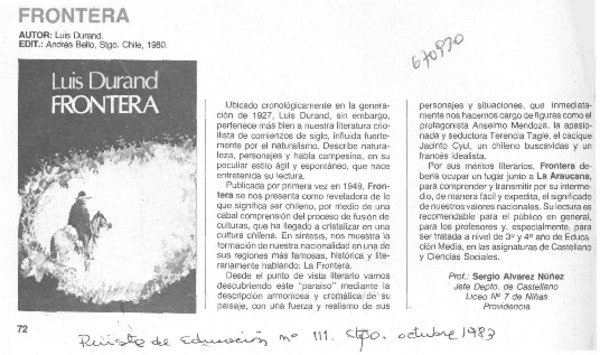 FRONTERA
AUTOR: Luis Durand.
EDIT.: Andrés Bello, Stgo. Chile, 1980.
670930
Luis Durand
FRONTERA
Ubicado cronológicamente en la genera-
ción de 1927, Luis Durand, sin embargo,
pertenece más bien a nuestra literatura crio-
llista de comienzos de siglo, influida fuerte-
mente por el naturalismo. Describe natura-
leza, personajes y habla campesina, en su
peculiar estilo ágil y espontáneo, que hace
entretenida su lectura.
Publicada por primera vez en 1949, Fron-
tera se nos presenta como reveladora de lo
que significa ser chileno, por medio de una
cabal comprensión del proceso de fusión de
culturas, que ha llegado a cristalizar en una
cultura chilena. En síntesis, nos muestra la
formación de nuestra nacionalidad en una de
sus regiones más famosas, histórica y lite-
rariamente hablando: La Frontera.
Desde el punto de vista literario vamos
descubriendo este "paraíso" mediante la
descripción armoniosa y cromática de su
paisaje, con una fuerza y realismo de sus
personajes y situaciones, que inmediata-
mente nos hacemos cargo de figuras como el
protagonista Anselmo Mendoza, la apasio-
nada y seductora Terencia Tagle, el cacique
Jacinto Cyul, un chileno buscavidas y un
francés idealista.
Por sus méritos literarios, Frontera de-
bería ocupar un lugar junto a La Araucana,
para comprender y transmitir por su interme-
dio, de manera fácil y expedita, el significado
de nuestros valores nacionales. Su lectura es
recomendable para el público en general,
para los profesores y, especialmente, para
ser tratada a nivel de 3º y 4º año de Educa-
ción Media, en las asignaturas de Castellano
y Ciencias Sociales.
Prof.: Sergio Alvarez Núñez
Jefe Depto. de Castellano
Liceo Nº 7 de Niñas
Providencia
72
Revista de Educación nº 111. Stgo. octubre 1983